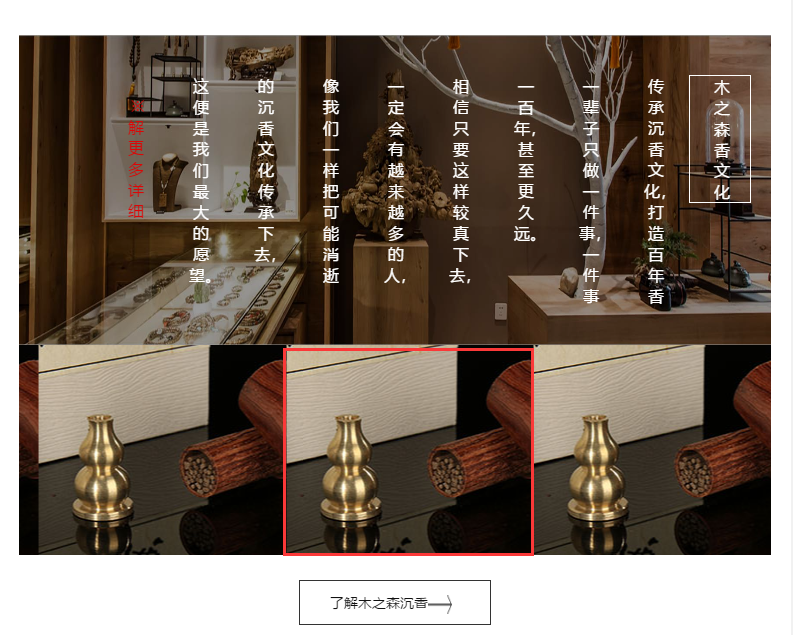 木之森香文化
传承沉香文化,打造百年香
一辈子只做一件事,一件事
一百年,甚至更久远。
相信只要这样较真下去,
一定会有越来越多的人,
像我们一样把可能消逝
的沉香文化传承下去,
这便是我们最大的愿望。
解更多详细
了解木之森沉香